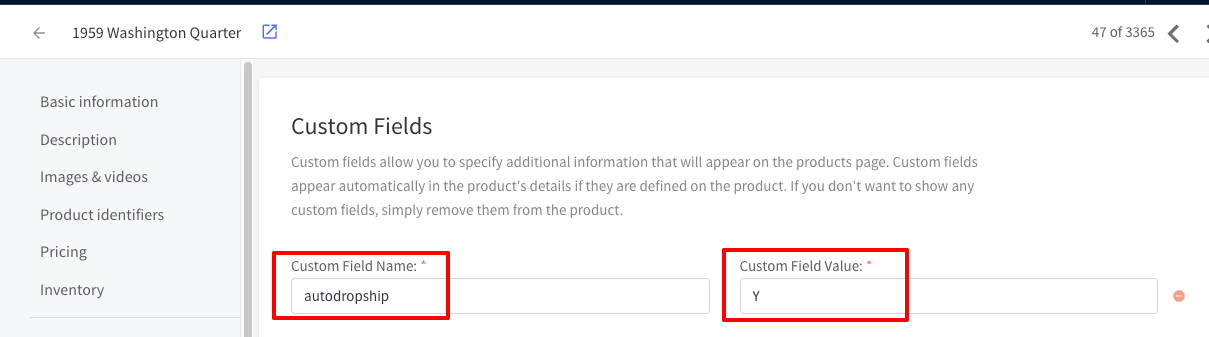 1959 Washington Quarter
47 of 3365
Basic information
Description
Images & videos
Product identifiers
Pricing
Inventory
Custom Fields
Custom fields allow you to specify additional information that will appear on the products page. Custom fields
appear automatically in the product's details if they are defined on the product. If you don't want to show any
custom fields, simply remove them from the product.
Custom Field Name: *
autodropship
Custom Field Value: *
Y